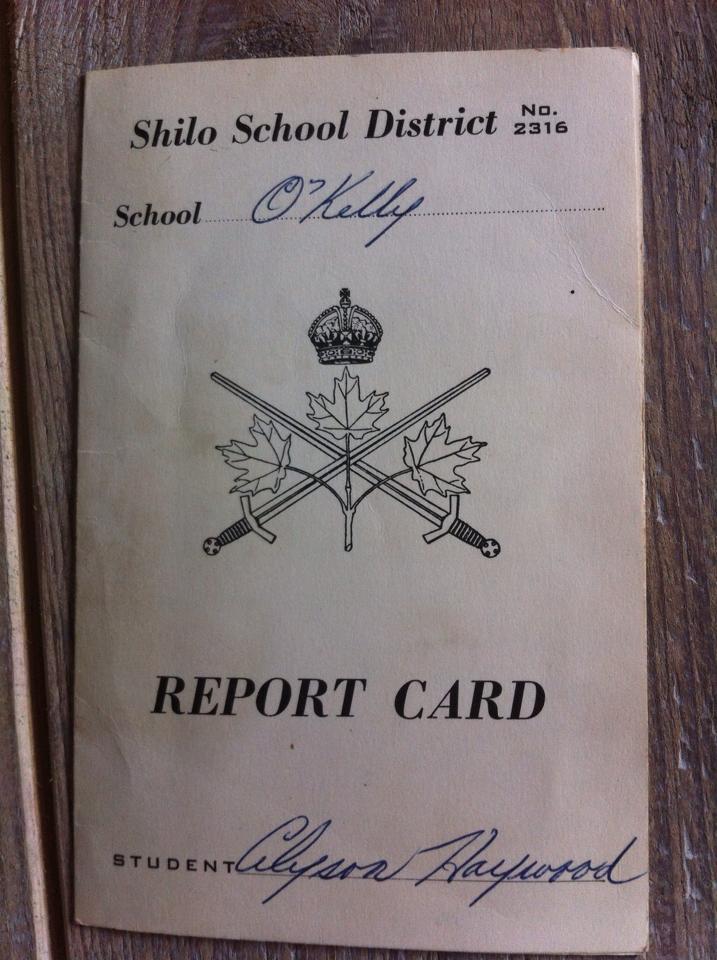 Shilo School District No. 2316
School O'Kelly
REPORT CARD
STUDENT Alyson Haywood